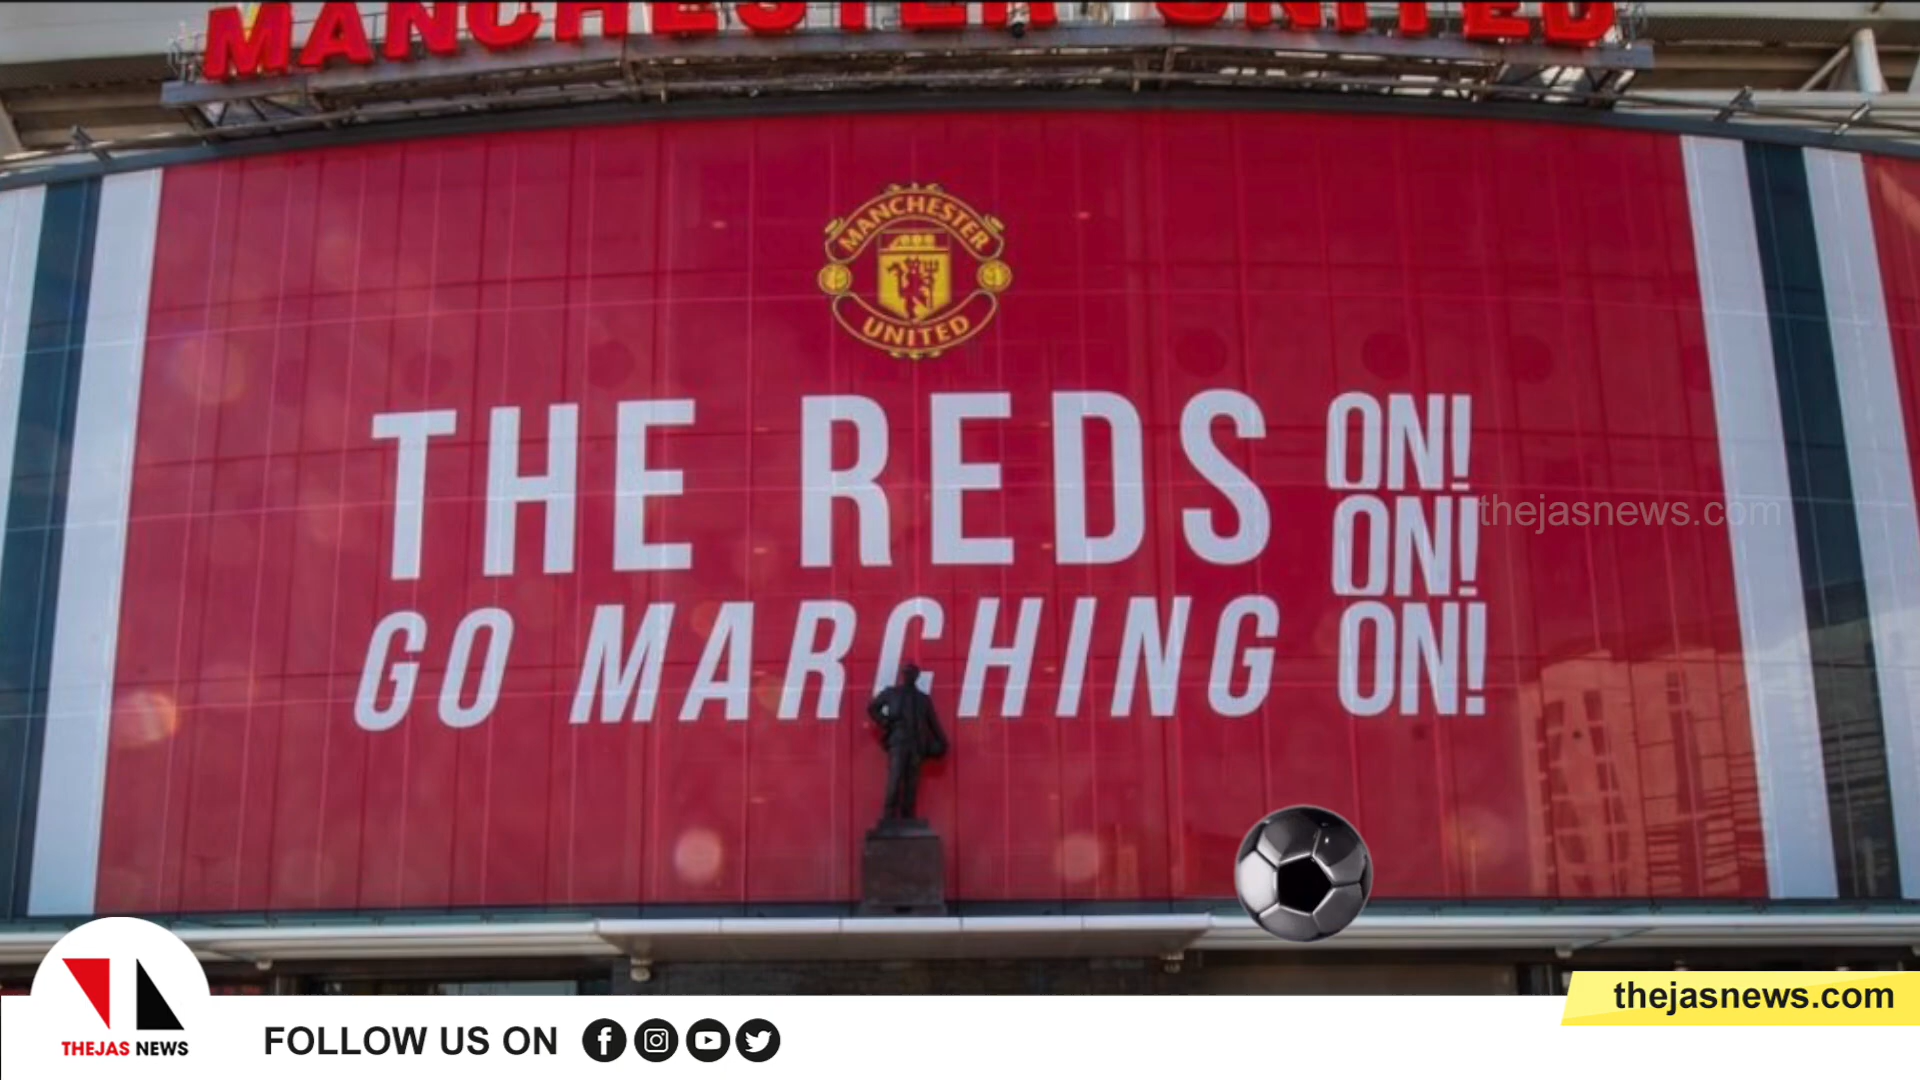 MANCHESTER UNITED
MANCHESTER
UNITED
THE REDS ON!
ON!
GO MARCHING ON!
thejasnews.com
thejasnews.com
THEJAS NEWS
FOLLOW US ON